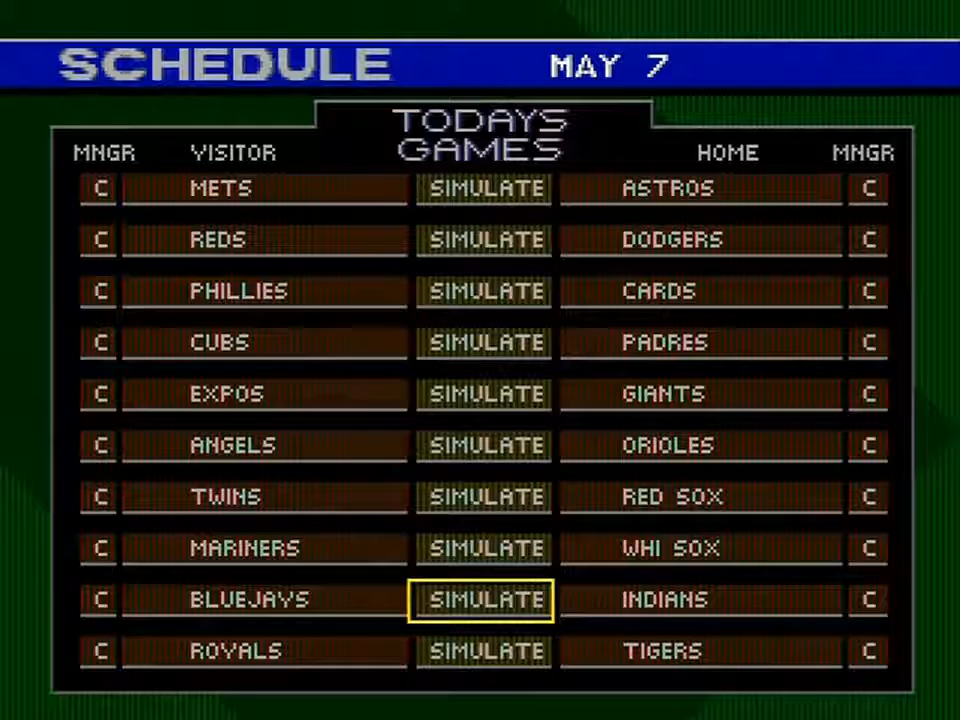 SCHEDULE MAY 7
TODAYS
GAMES
MNGR VISITOR HOME MNGR
C METS SIMULATE ASTROS C
C REDS SIMULATE DODGERS C
C PHILLIES SIMULATE CARDS C
C CUBS SIMULATE PADRES C
C EXPOS SIMULATE GIANTS C
C ANGELS SIMULATE ORIOLES C
C TWINS SIMULATE RED SOX C
C MARINERS SIMULATE WHI SOX C
C BLUEJAYS SIMULATE INDIANS C
C ROYALS SIMULATE TIGERS C